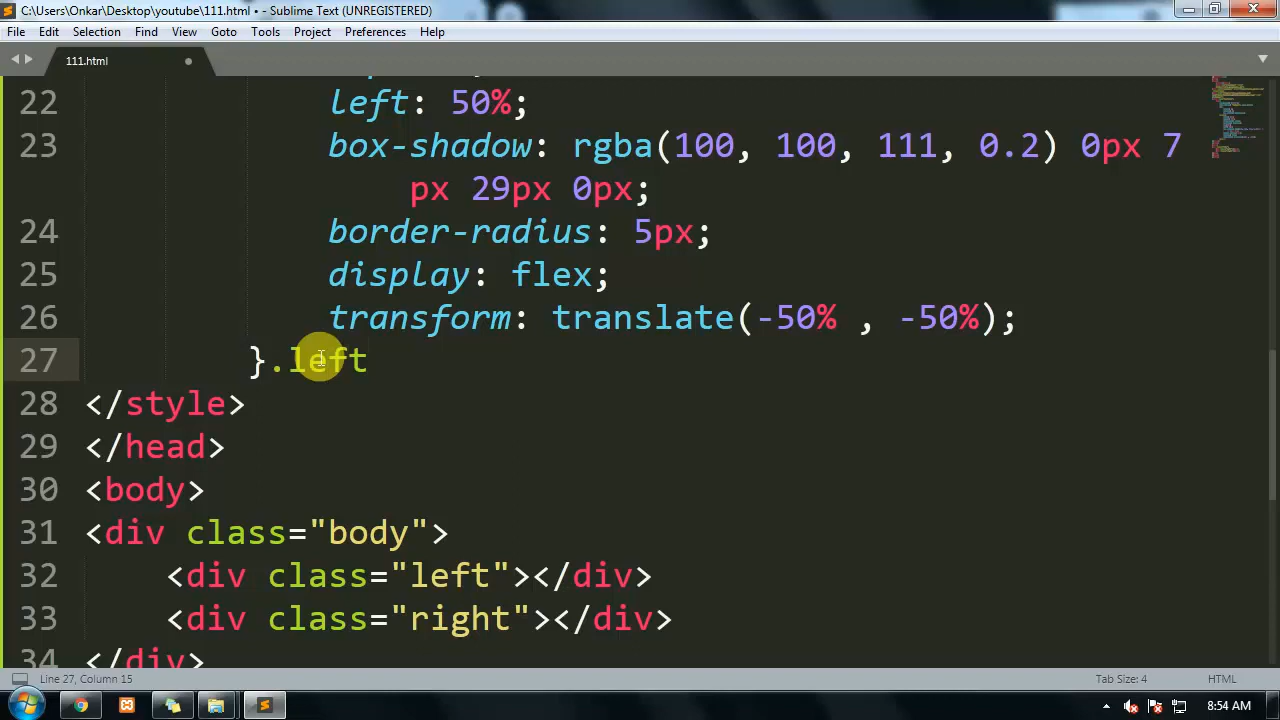 C:\Users\Onkar\Desktop\youtube\111.html • - Sublime Text (UNREGISTERED)
File Edit Selection Find View Goto Tools Project Preferences Help
111.html
22 left: 50%;
23 box-shadow: rgba(100, 100, 111, 0.2) 0px 7
px 29px 0px;
24 border-radius: 5px;
25 display: flex;
26 transform: translate(-50% , -50%);
27 }.left
28 </style>
29 </head>
30 <body>
31 <div class="body">
32 <div class="left"></div>
33 <div class="right"></div>
34 </div>
Line 27, Column 15 Tab Size: 4 HTML
8:54 AM